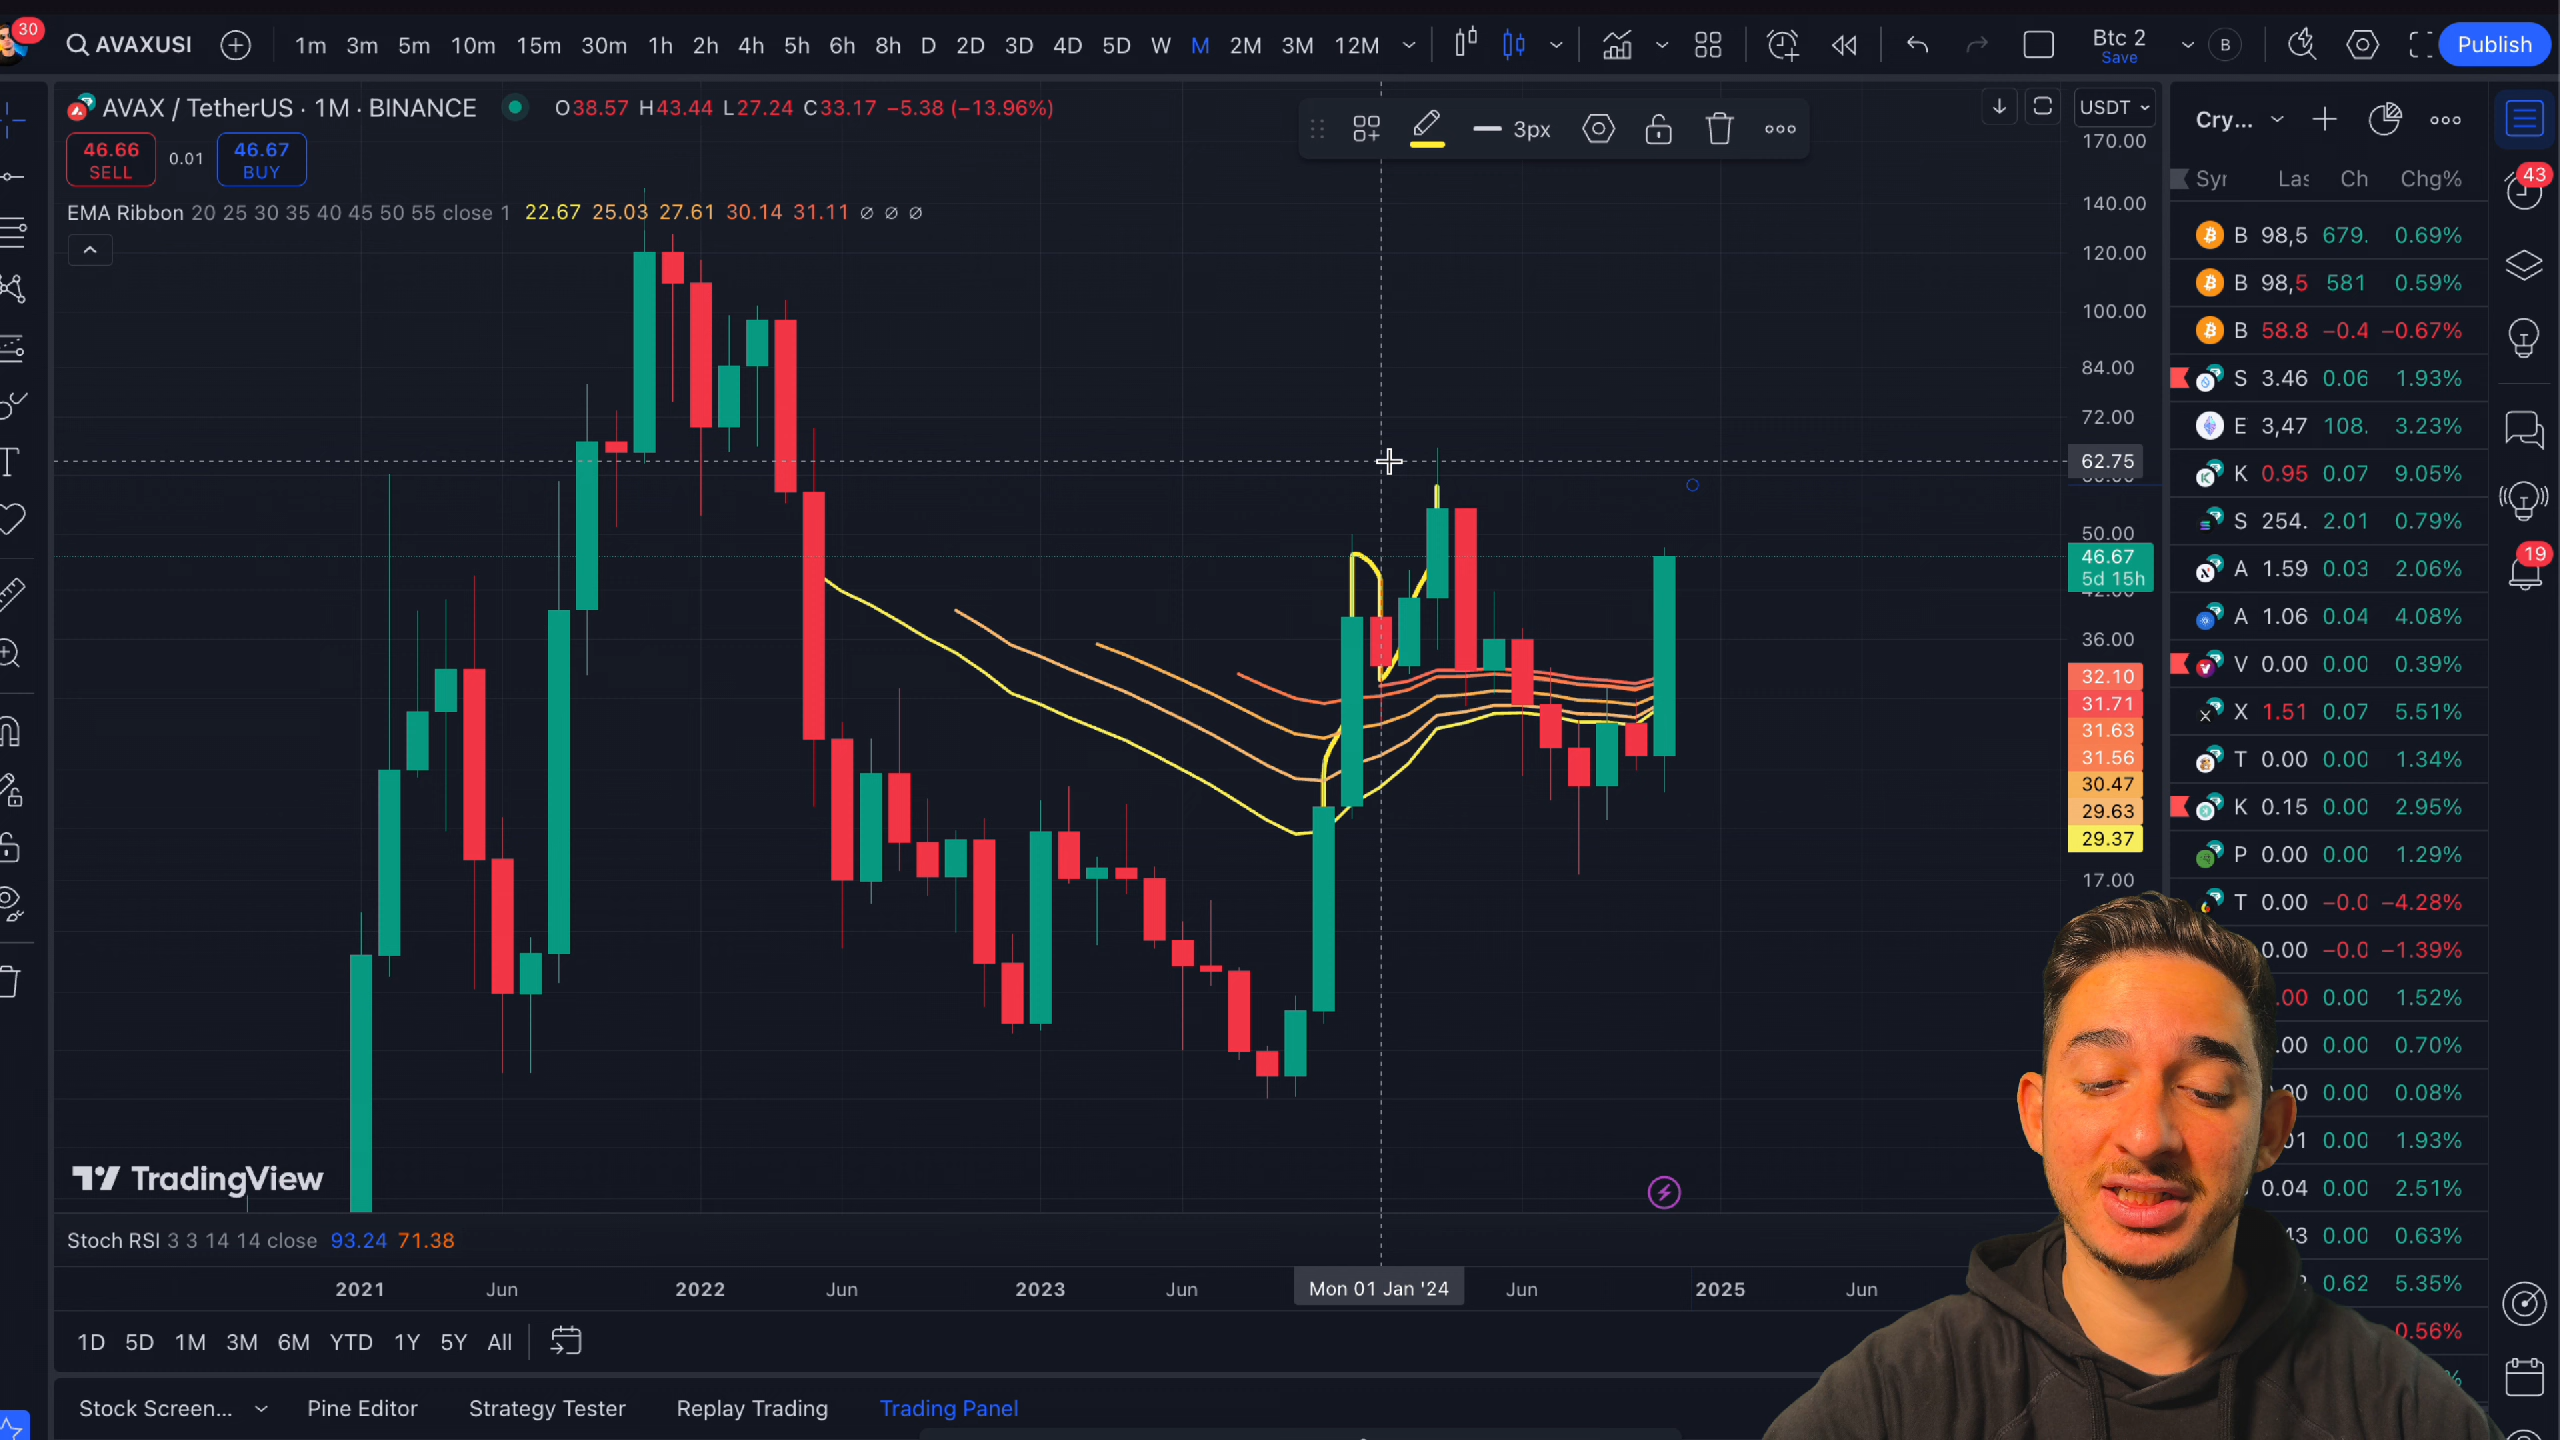 30 AVAXUSI 1m 3m 5m 10m 15m 30m 1h 2h 4h 5h 6h 8h D 2D 3D 4D 5D W M 2M 3M 12M Btc 2 B Publish
Save
AVAX / TetherUS · 1M · BINANCE O38.57 H43.44 L27.24 C33.17 −5.38 (−13.96%)
3px
USDT
46.66 SELL
0.01
46.67 BUY
EMA Ribbon 20 25 30 35 40 45 50 55 close 1 22.67 25.03 27.61 30.14 31.11 ∅ ∅ ∅
170.00
140.00
120.00
100.00
84.00
72.00
62.75
50.00
46.67
5d 15h
36.00
32.10
31.71
31.63
31.56
30.47
29.63
29.37
17.00
Cry...
43
19
Syr Las Ch Chg%
B 98,5 679. 0.69%
B 98,5 581 0.59%
B 58.8 −0.4 −0.67%
S 3.46 0.06 1.93%
E 3,47 108. 3.23%
K 0.95 0.07 9.05%
S 254. 2.01 0.79%
A 1.59 0.03 2.06%
A 1.06 0.04 4.08%
V 0.00 0.00 0.39%
X 1.51 0.07 5.51%
T 0.00 0.00 1.34%
K 0.15 0.00 2.95%
P 0.00 0.00 1.29%
T 0.00 −0.0 −4.28%
0.00 −0.0 −1.39%
.00 0.00 1.52%
.00 0.00 0.70%
0.00 0.08%
01 0.00 1.93%
0.04 0.00 2.51%
0.00 0.63%
0.62 5.35%
0.56%
TradingView
Stoch RSI 3 3 14 14 close 93.24 71.38
2021 Jun 2022 Jun 2023 Jun Mon 01 Jan '24 Jun 2025 Jun
1D 5D 1M 3M 6M YTD 1Y 5Y All
Stock Screen... Pine Editor Strategy Tester Replay Trading Trading Panel